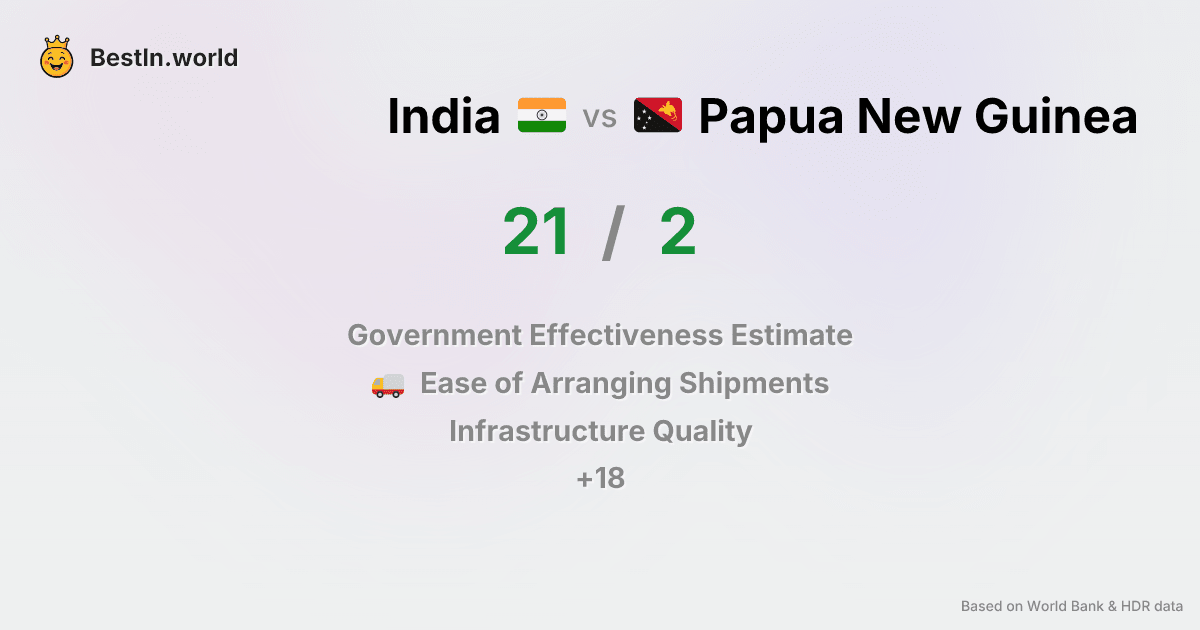 BestIn.world
India vs Papua New Guinea
21 / 2
Government Effectiveness Estimate
Ease of Arranging Shipments
Infrastructure Quality
+18
Based on World Bank & HDR data